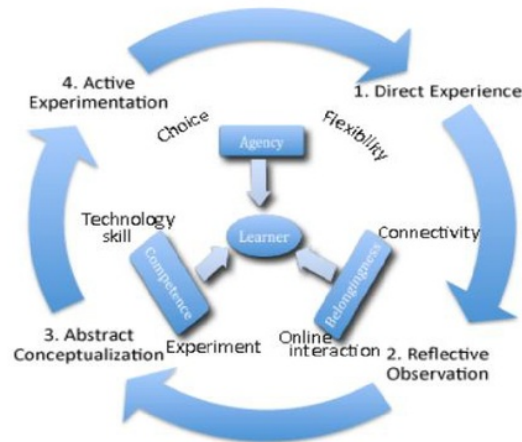 4. Active
Experimentation
1. Direct Experience
Choice
Flexibility
Agency
Technology
skill
Learner
Connectivity
Competence
Belongingness
3. Abstract
Conceptualization
Experiment
Online
interaction
2. Reflective
Observation